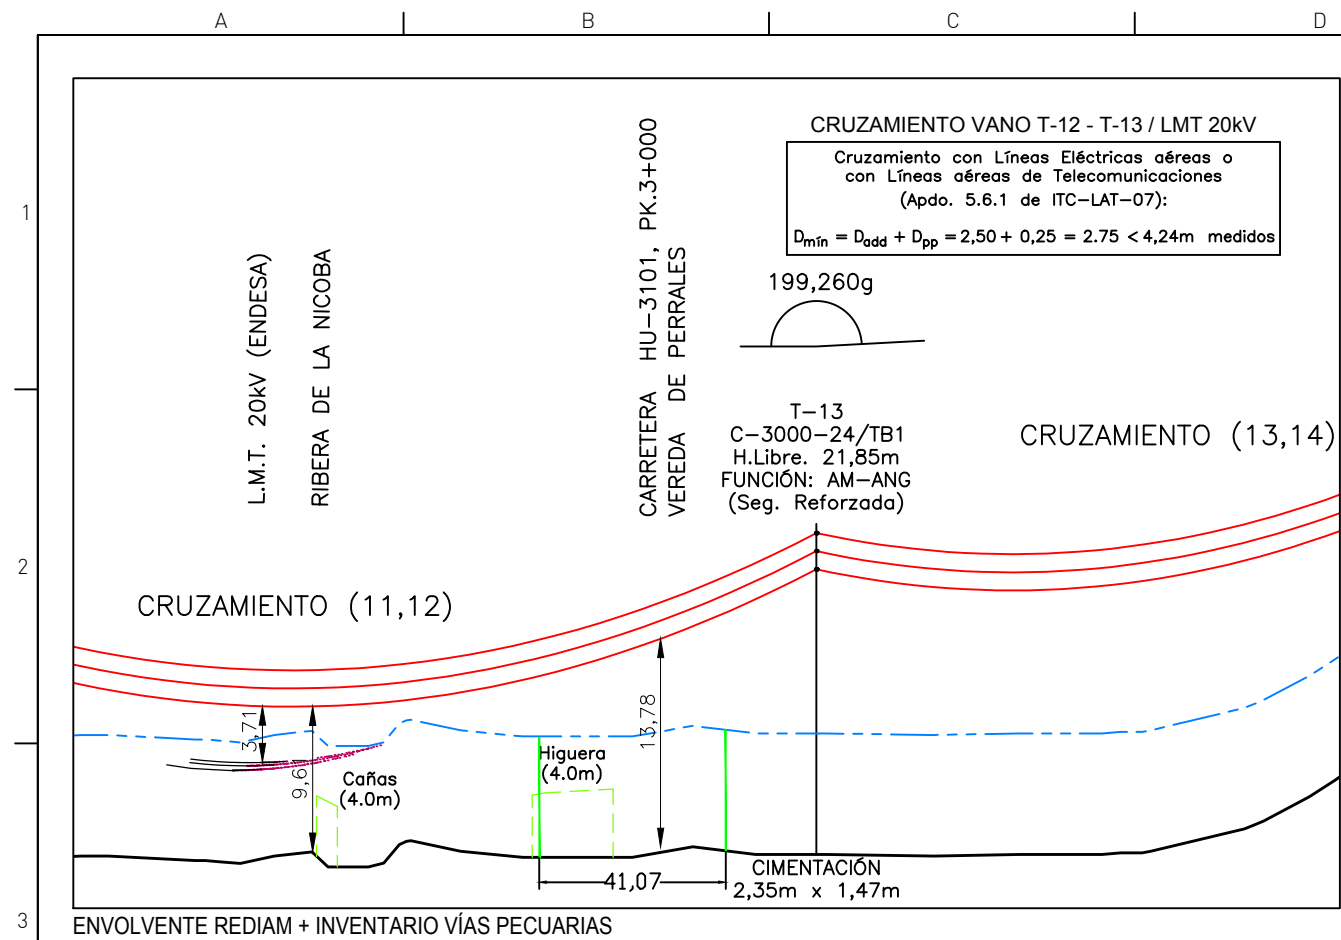 A
B
C
D
1
2
3
CRUZAMIENTO VANO T-12 - T-13 / LMT 20kV
Cruzamiento con Líneas Eléctricas aéreas o
con Líneas aéreas de Telecomunicaciones
(Apdo. 5.6.1 de ITC-LAT-07):
Dmín = Dadd + Dpp = 2,50 + 0,25 = 2.75 < 4,24m medidos
L.M.T. 20kV (ENDESA)
RIBERA DE LA NICOBA
CARRETERA HU-3101, PK.3+000
VEREDA DE PERRALES
199,260g
T-13
C-3000-24/TB1
H.Libre. 21,85m
FUNCIÓN: AM-ANG
(Seg. Reforzada)
CRUZAMIENTO (13,14)
CRUZAMIENTO (11,12)
3,71
9,61
13,78
Cañas
(4.0m)
Higuera
(4.0m)
41,07
CIMENTACIÓN
2,35m x 1,47m
ENVOLVENTE REDIAM + INVENTARIO VÍAS PECUARIAS